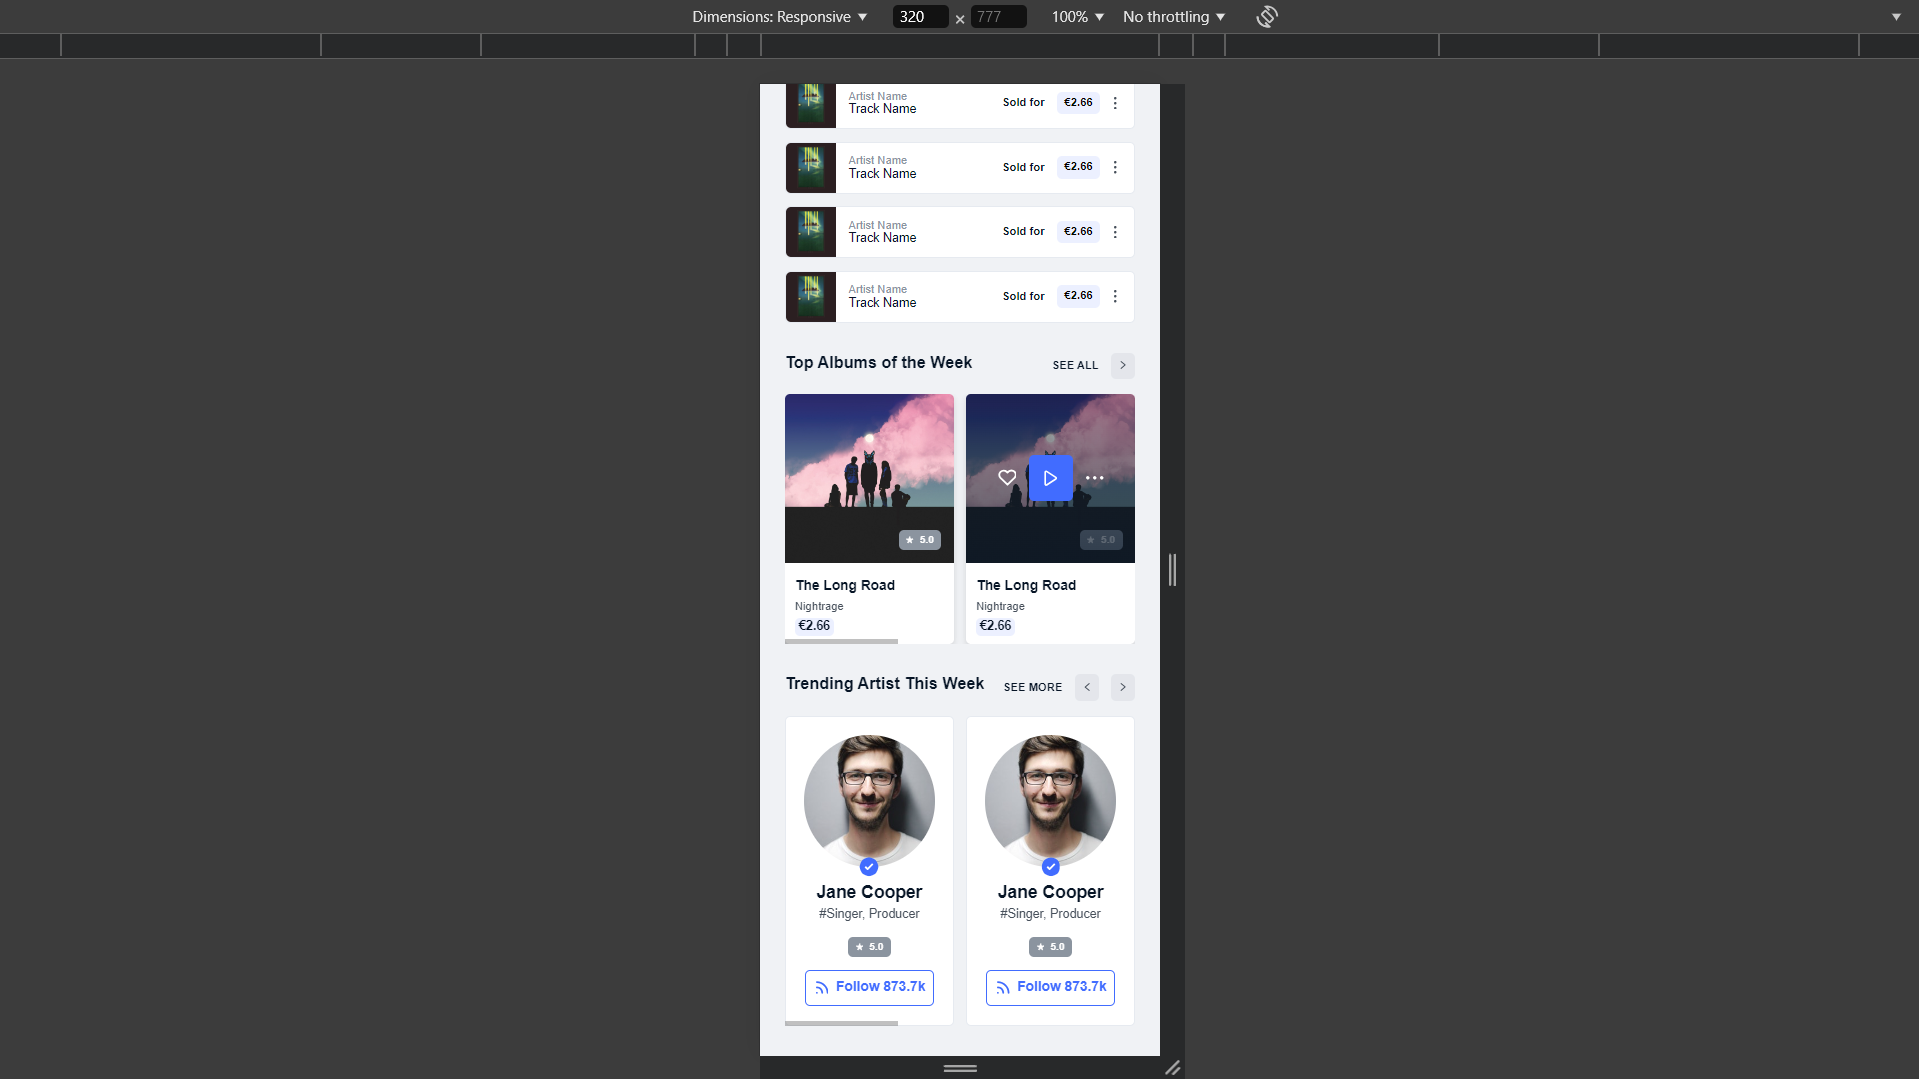 Dimensions: Responsive 320 × 777 100% No throttling
Artist Name
Track Name
Sold for €2.66
Artist Name
Track Name
Sold for €2.66
Artist Name
Track Name
Sold for €2.66
Artist Name
Track Name
Sold for €2.66
Top Albums of the Week SEE ALL
5.0
5.0
The Long Road
Nightrage
€2.66
The Long Road
Nightrage
€2.66
Trending Artist This Week SEE MORE
Jane Cooper
#Singer, Producer
5.0
Follow 873.7k
Jane Cooper
#Singer, Producer
5.0
Follow 873.7k